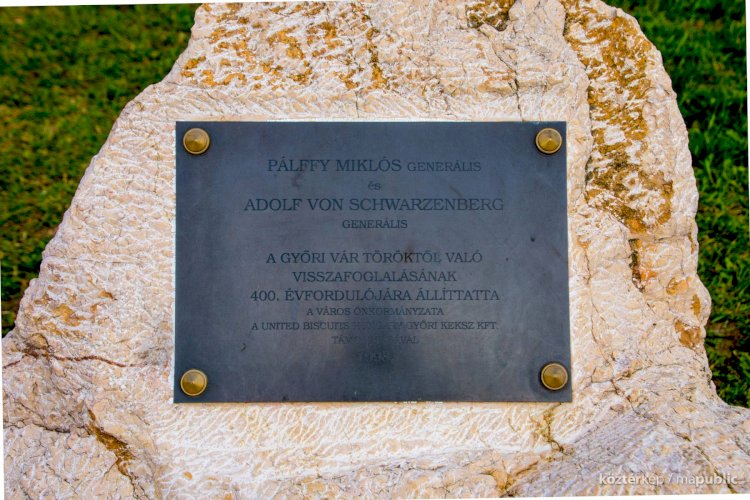 PÁLFFY MIKLÓS GENERÁLIS
és
ADOLF VON SCHWARZENBERG
GENERÁLIS
A GYŐRI VÁR TÖRÖKTŐL VALÓ
VISSZAFOGLALÁSÁNAK
400. ÉVFORDULÓJÁRA ÁLLÍTTATTA
A VÁROS ÖNKORMÁNYZATA
A UNITED BISCUITS GYŐRI KEKSZ KFT.
1998
köztérkép / mapublic